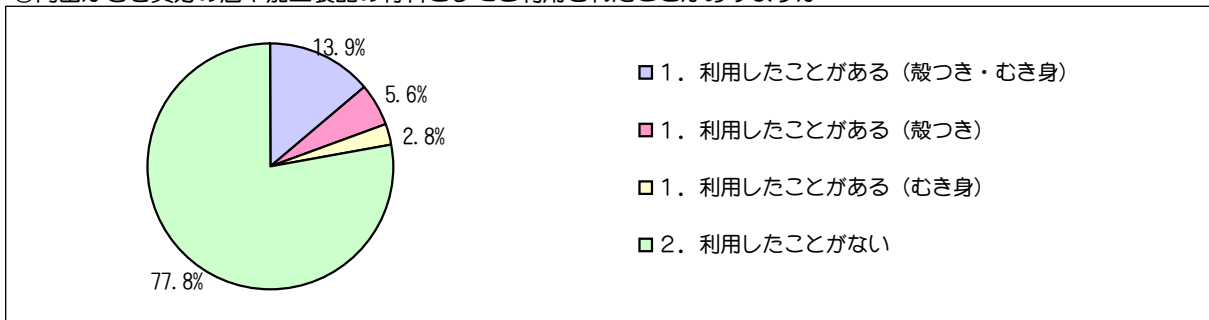 13.9%
5.6%
2.8%
77.8%
１．利用したことがある（殻つき・むき身）
１．利用したことがある（殻つき）
１．利用したことがある（むき身）
２．利用したことがない